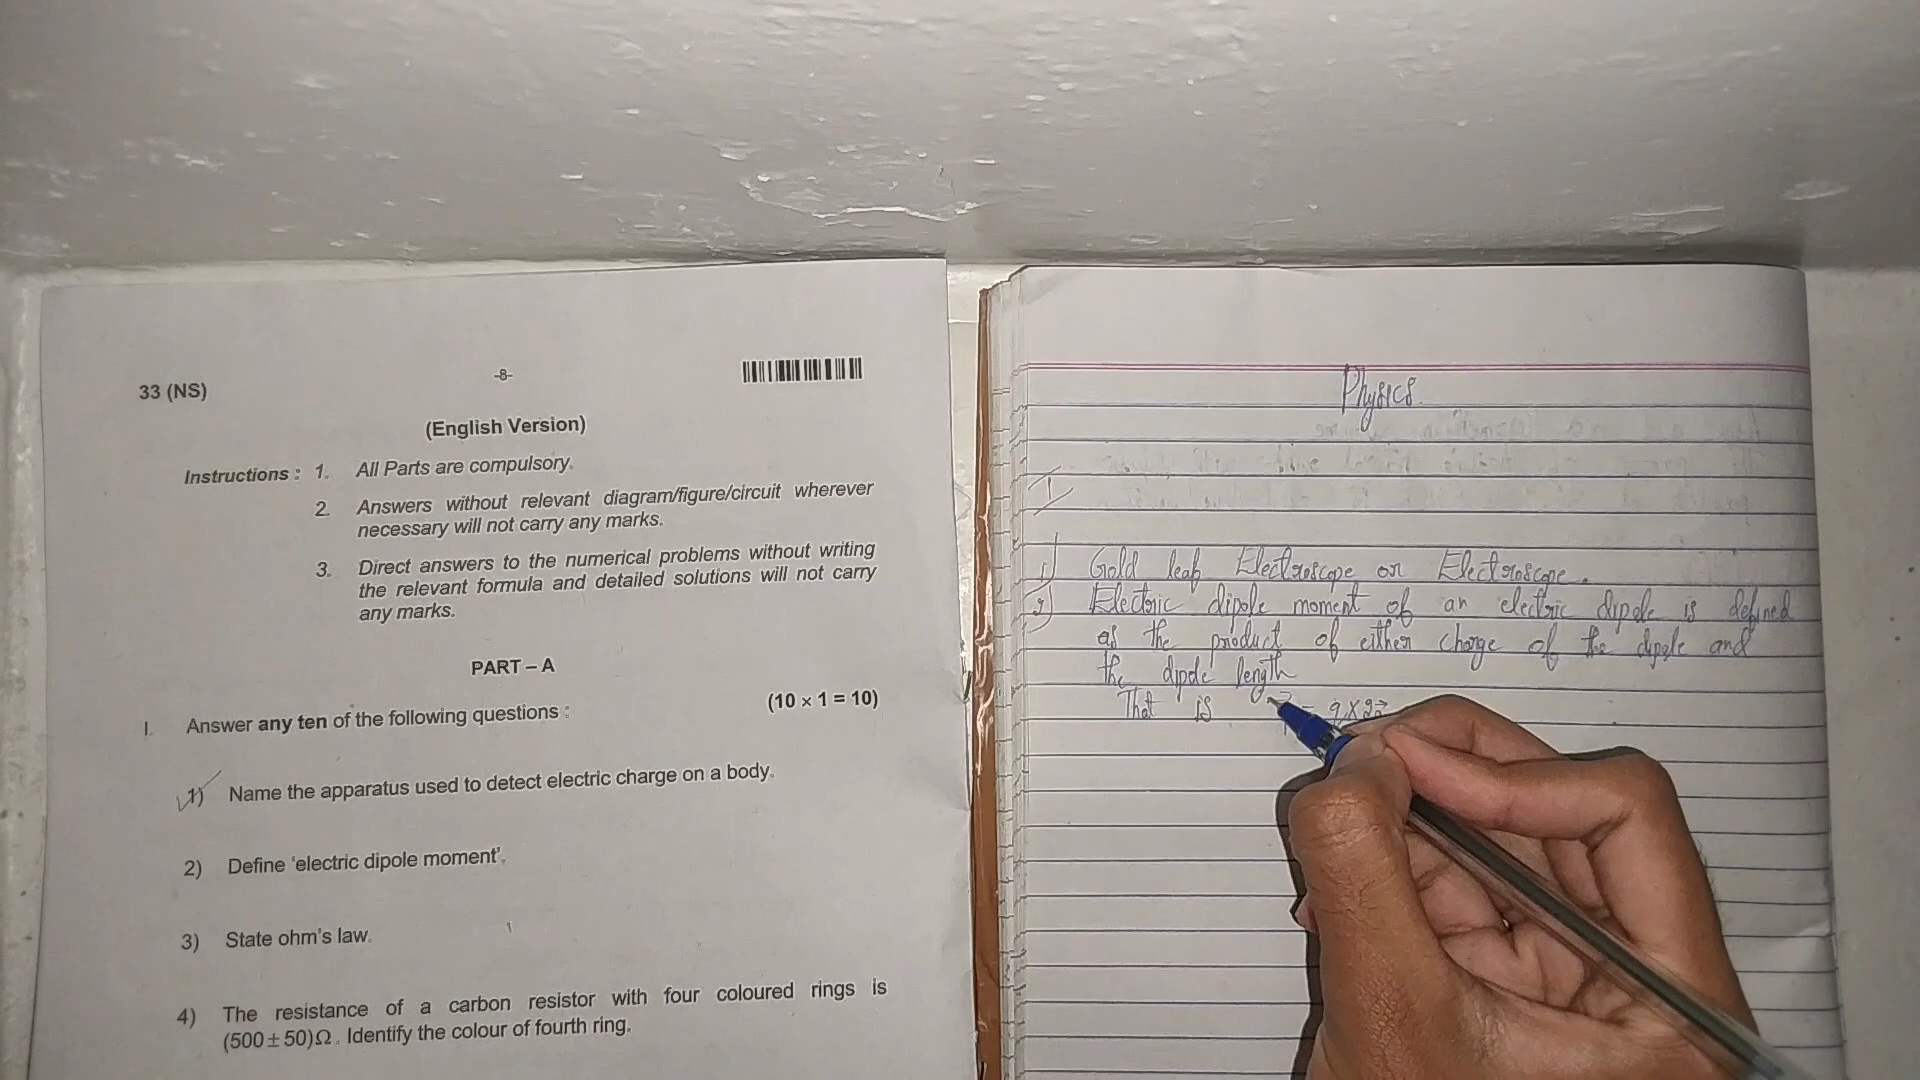 33 (NS)
-8-
(English Version)
Instructions : 1. All Parts are compulsory.
2. Answers without relevant diagram/figure/circuit wherever
necessary will not carry any marks.
3. Direct answers to the numerical problems without writing
the relevant formula and detailed solutions will not carry
any marks.
PART – A
I. Answer any ten of the following questions : (10 × 1 = 10)
1) Name the apparatus used to detect electric charge on a body.
2) Define ‘electric dipole moment’.
3) State ohm's law.
4) The resistance of a carbon resistor with four coloured rings is
(500 ± 50)Ω. Identify the colour of fourth ring.
Physics.
I
1) Gold leaf Electroscope or Electroscope.
2) Electric dipole moment of an electric dipole is defined
as the product of either charge of the dipole and
the dipole length
That is = q × 2a⃗